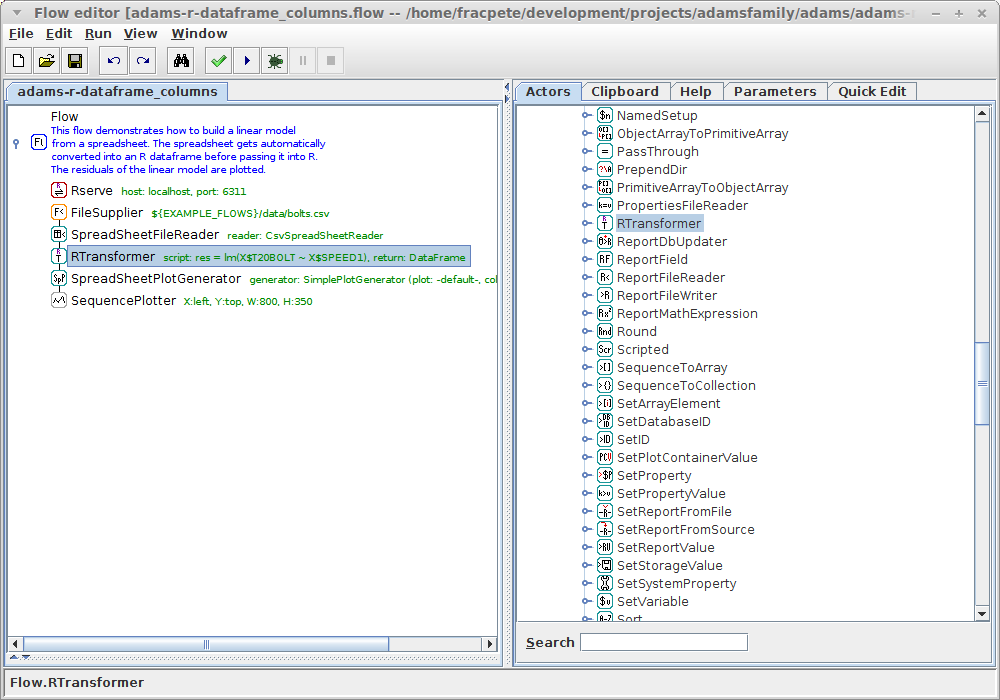 Flow editor [adams-r-dataframe_columns.flow -- /home/fracpete/development/projects/adamsfamily/adams/adams-
File Edit Run View Window
adams-r-dataframe_columns
Flow
This flow demonstrates how to build a linear model
from a spreadsheet. The spreadsheet gets automatically
converted into an R dataframe before passing it into R.
The residuals of the linear model are plotted.
Rserve host: localhost, port: 6311
FileSupplier ${EXAMPLE_FLOWS}/data/bolts.csv
SpreadSheetFileReader reader: CsvSpreadSheetReader
RTransformer script: res = lm(X$T20BOLT ~ X$SPEED1), return: DataFrame
SpreadSheetPlotGenerator generator: SimplePlotGenerator (plot: -default-, col
SequencePlotter X:left, Y:top, W:800, H:350
Actors Clipboard Help Parameters Quick Edit
NamedSetup
ObjectArrayToPrimitiveArray
PassThrough
PrependDir
PrimitiveArrayToObjectArray
PropertiesFileReader
RTransformer
ReportDbUpdater
ReportField
ReportFileReader
ReportFileWriter
ReportMathExpression
Round
Scripted
SequenceToArray
SequenceToCollection
SetArrayElement
SetDatabaseID
SetID
SetPlotContainerValue
SetProperty
SetPropertyValue
SetReportFromFile
SetReportFromSource
SetReportValue
SetStorageValue
SetSystemProperty
SetVariable
Sort
Search
Flow.RTransformer